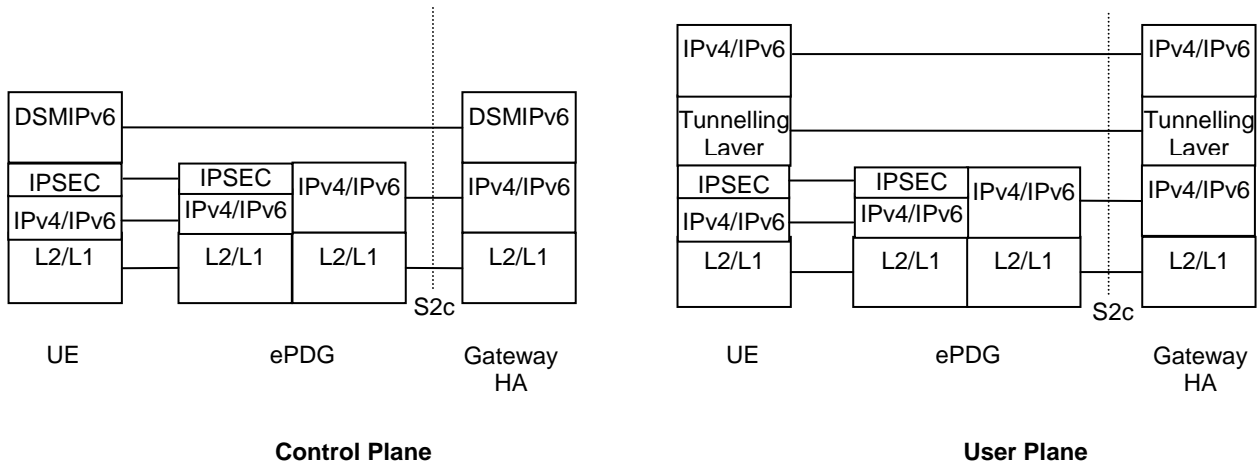 DSMIPv6
IPSEC
IPv4/IPv6
L2/L1
IPSEC
IPv4/IPv6
IPv4/IPv6
L2/L1
L2/L1
DSMIPv6
IPv4/IPv6
L2/L1
S2c
UE
ePDG
Gateway
HA
Control Plane
IPv4/IPv6
Tunnelling
Layer
IPSEC
IPv4/IPv6
L2/L1
IPSEC
IPv4/IPv6
IPv4/IPv6
L2/L1
L2/L1
IPv4/IPv6
Tunnelling
Layer
IPv4/IPv6
L2/L1
S2c
UE
ePDG
Gateway
HA
User Plane